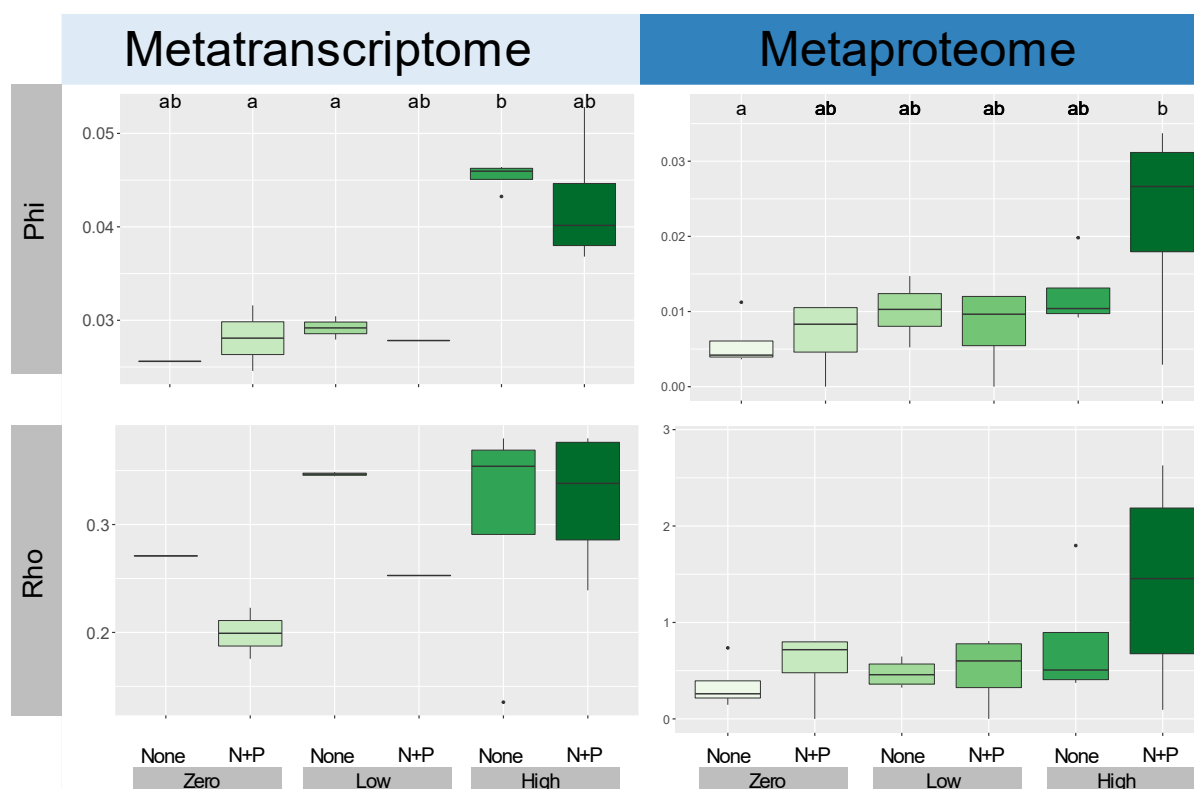 Metatranscriptome Metaproteome
Phi
ab a a ab b ab
0.05
0.04
0.03
a ab ab ab ab b
0.03
0.02
0.01
0.00
Rho
0.3
0.2
3
2
1
0
None N+P None N+P None N+P None N+P None N+P None N+P
Zero Low High Zero Low High